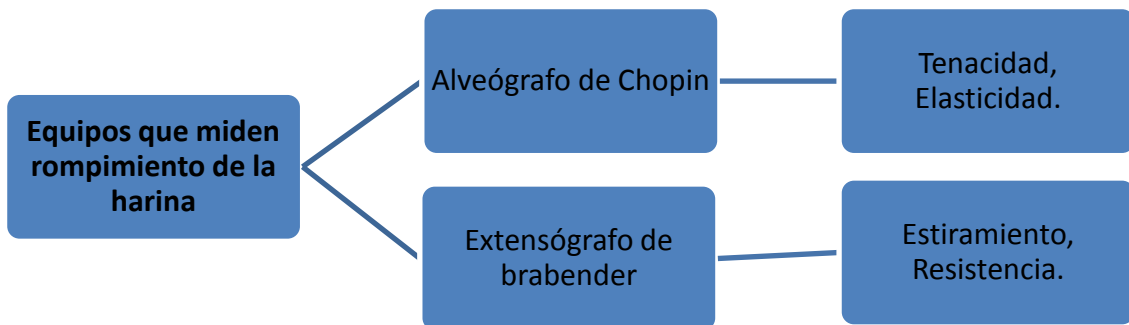 Equipos que miden
rompimiento de la
harina
Alveógrafo de Chopin
Tenacidad,
Elasticidad.
Extensógrafo de
brabender
Estiramiento,
Resistencia.